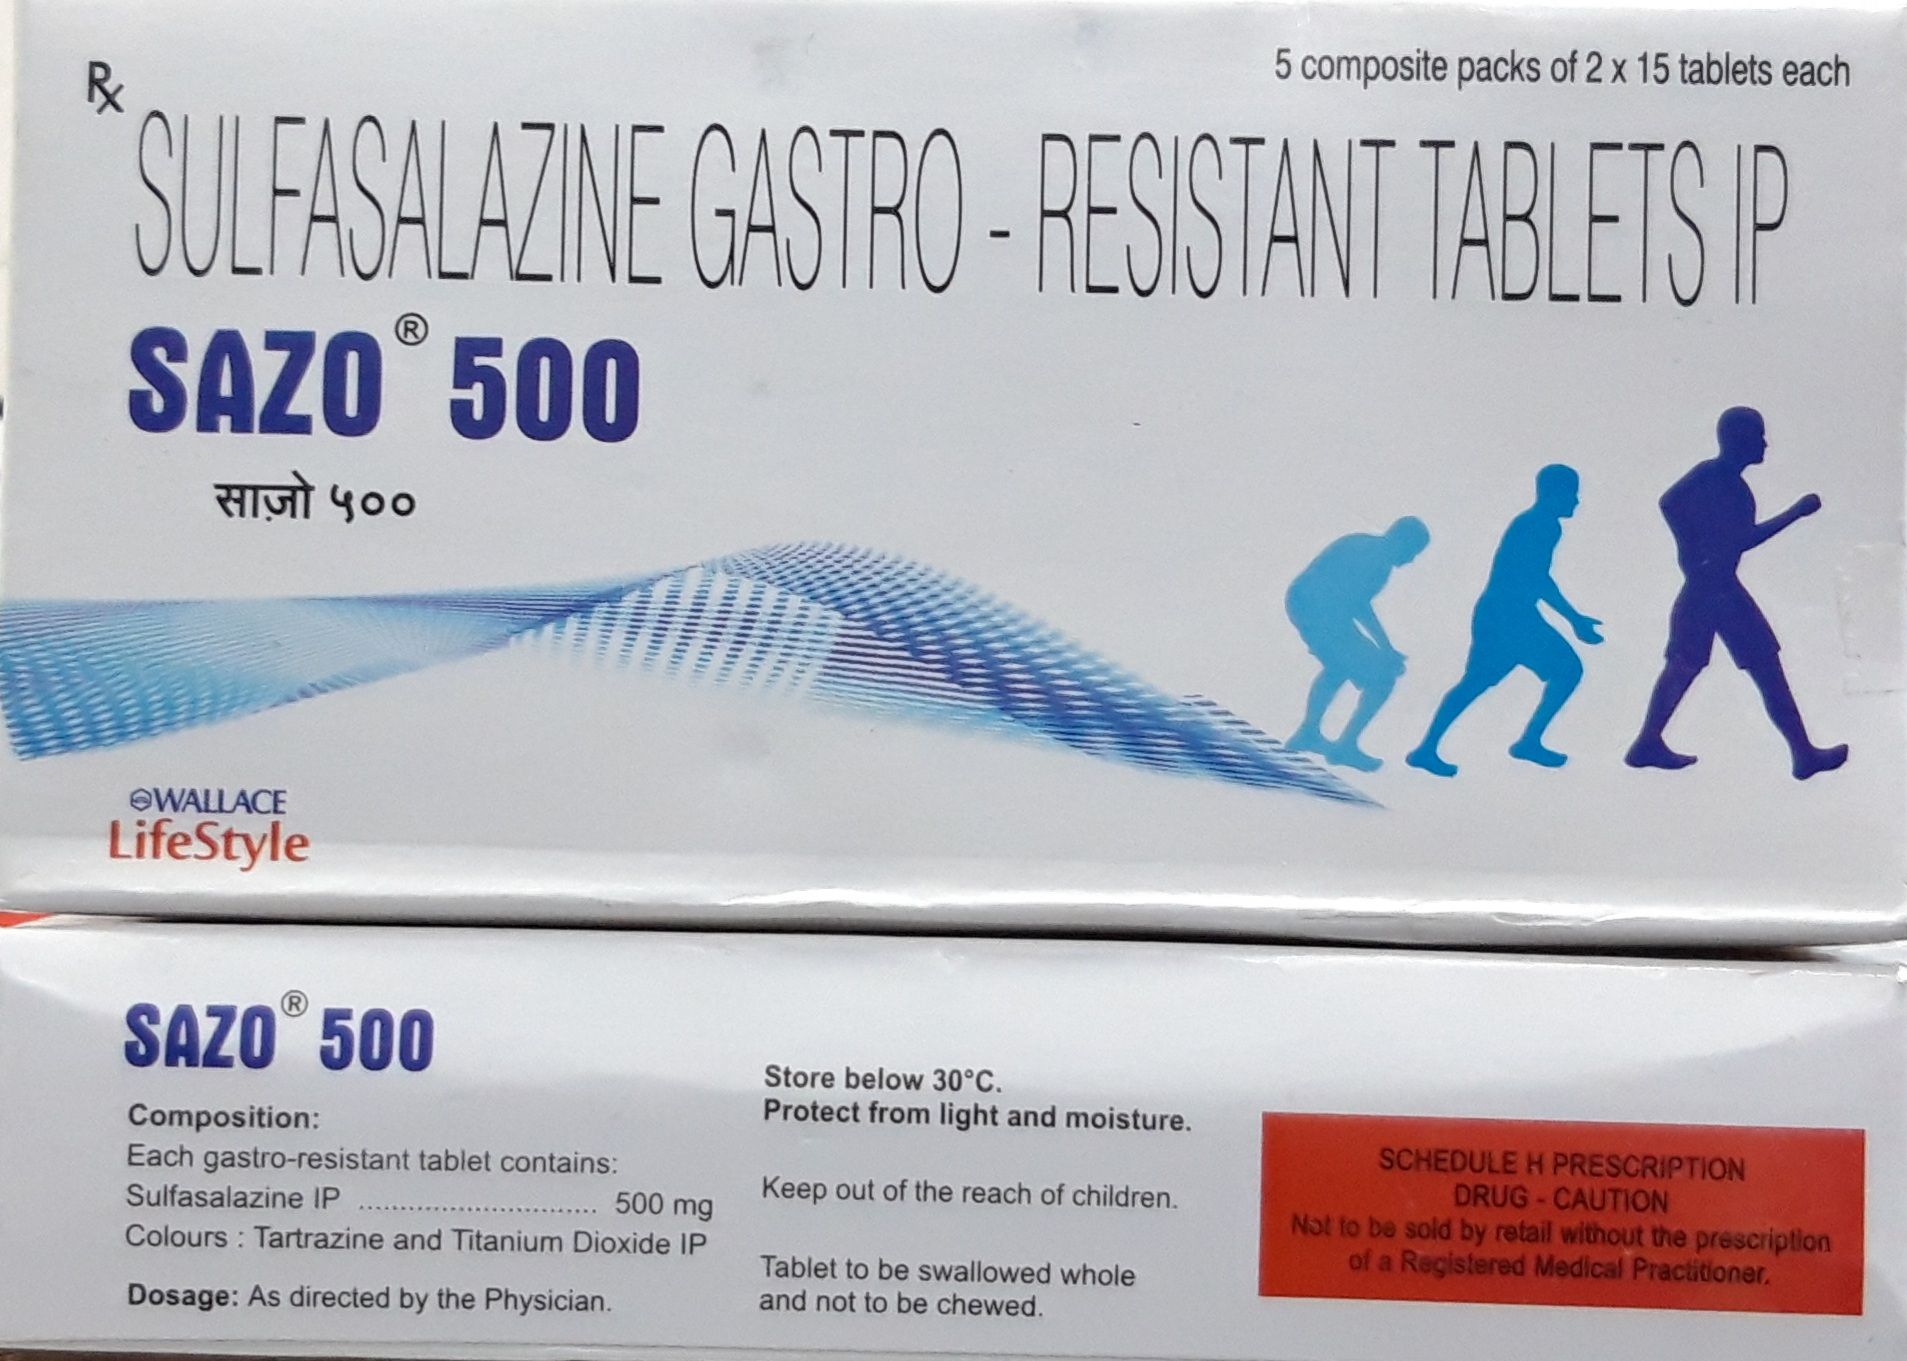 5 composite packs of 2 x 15 tablets each
Rx
SULFASALAZINE GASTRO - RESISTANT TABLETS IP
SAZO® 500
साज़ो ५००
WALLACE
LifeStyle
SAZO® 500
Composition:
Each gastro-resistant tablet contains:
Sulfasalazine IP ............................. 500 mg
Colours : Tartrazine and Titanium Dioxide IP
Dosage: As directed by the Physician.
Store below 30°C.
Protect from light and moisture.
Keep out of the reach of children.
Tablet to be swallowed whole
and not to be chewed.
SCHEDULE H PRESCRIPTION
DRUG - CAUTION
Not to be sold by retail without the prescription
of a Registered Medical Practitioner.